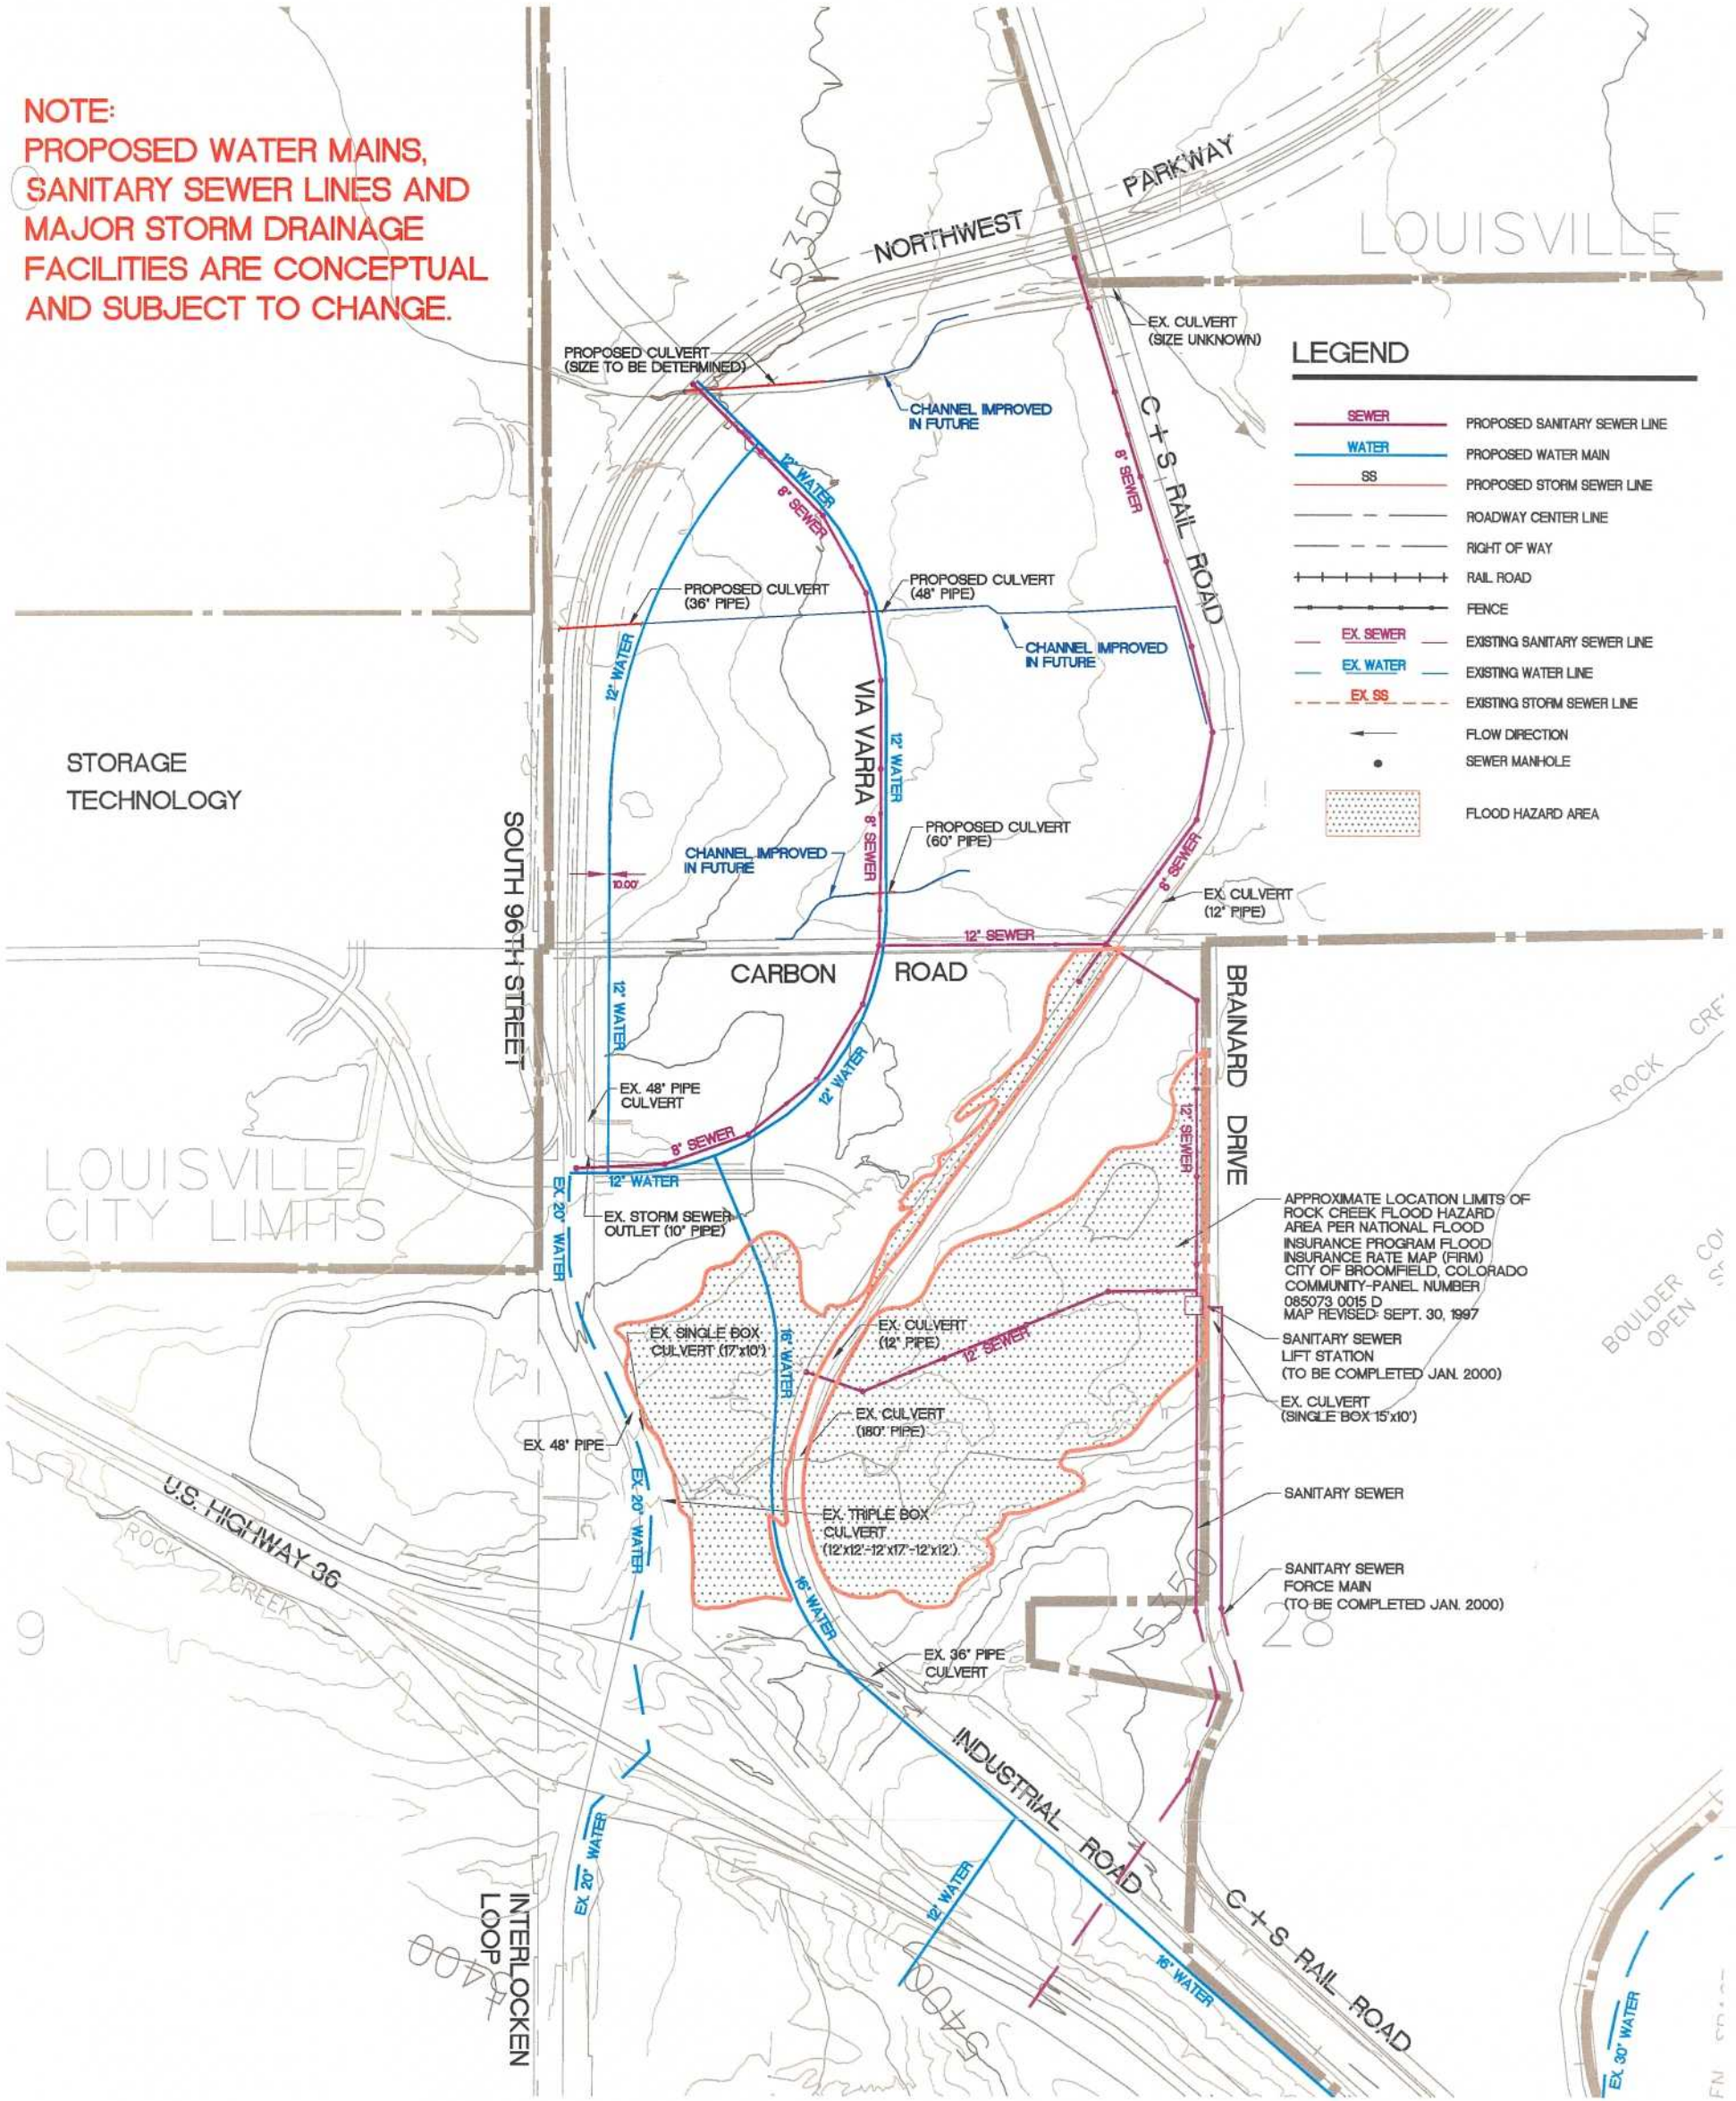 NOTE:
PROPOSED WATER MAINS,
SANITARY SEWER LINES AND
MAJOR STORM DRAINAGE
FACILITIES ARE CONCEPTUAL
AND SUBJECT TO CHANGE.
5350
NORTHWEST
PARKWAY
LOUISVILLE
PROPOSED CULVERT
(SIZE TO BE DETERMINED)
EX. CULVERT
(SIZE UNKNOWN)
CHANNEL IMPROVED
IN FUTURE
C + S RAIL ROAD
8" SEWER
12" WATER
8" SEWER
LEGEND
SEWER
PROPOSED SANITARY SEWER LINE
WATER
PROPOSED WATER MAIN
SS
PROPOSED STORM SEWER LINE
ROADWAY CENTER LINE
RIGHT OF WAY
RAIL ROAD
FENCE
EX. SEWER
EXISTING SANITARY SEWER LINE
EX. WATER
EXISTING WATER LINE
EX. SS
EXISTING STORM SEWER LINE
FLOW DIRECTION
SEWER MANHOLE
FLOOD HAZARD AREA
PROPOSED CULVERT
(36" PIPE)
PROPOSED CULVERT
(48" PIPE)
CHANNEL IMPROVED
IN FUTURE
12" WATER
VIA VARRA
12" WATER
8" SEWER
STORAGE
TECHNOLOGY
SOUTH 96TH STREET
PROPOSED CULVERT
(60" PIPE)
CHANNEL IMPROVED
IN FUTURE
10.00'
8" SEWER
EX. CULVERT
(12" PIPE)
12" SEWER
CARBON ROAD
BRAINARD DRIVE
12" WATER
12" WATER
EX. 48" PIPE
CULVERT
8" SEWER
12" WATER
EX. STORM SEWER
OUTLET (10" PIPE)
EX. 20" WATER
LOUISVILLE
CITY LIMITS
ROCK
12" SEWER
APPROXIMATE LOCATION LIMITS OF
ROCK CREEK FLOOD HAZARD
AREA PER NATIONAL FLOOD
INSURANCE PROGRAM FLOOD
INSURANCE RATE MAP (FIRM)
CITY OF BROOMFIELD, COLORADO
COMMUNITY-PANEL NUMBER
085073 0015 D
MAP REVISED: SEPT. 30, 1997
BOULDER
OPEN
EX. SINGLE BOX
CULVERT (17'x10')
16" WATER
EX. CULVERT
(12" PIPE)
12" SEWER
SANITARY SEWER
LIFT STATION
(TO BE COMPLETED JAN. 2000)
EX. CULVERT
(SINGLE BOX 15'x10')
EX. CULVERT
(180" PIPE)
EX. 48" PIPE
EX. 20" WATER
EX. TRIPLE BOX
CULVERT
(12'x12'-12'x17'-12'x12')
SANITARY SEWER
U.S. HIGHWAY 36
ROCK
CREEK
16" WATER
SANITARY SEWER
FORCE MAIN
(TO BE COMPLETED JAN. 2000)
5350
28
9
EX. 36" PIPE
CULVERT
INDUSTRIAL ROAD
EX. 20" WATER
12" WATER
16" WATER
C + S RAIL ROAD
INTERLOCKEN
LOOP
5400
5400
EX. 30" WATER